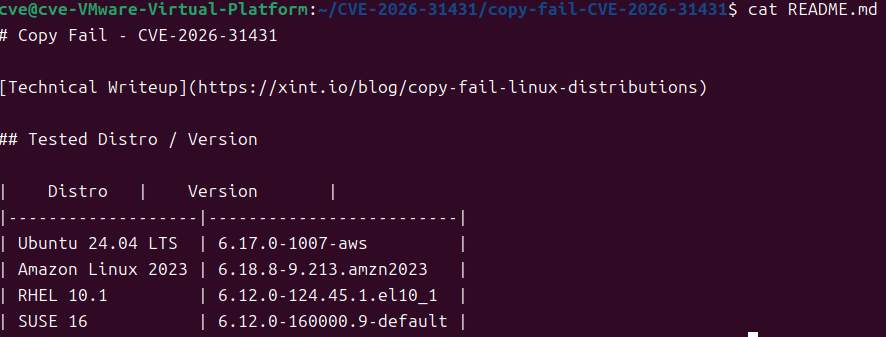 cve@cve-VMware-Virtual-Platform:~/CVE-2026-31431/copy-fail-CVE-2026-31431$ cat README.md
# Copy Fail - CVE-2026-31431
[Technical Writeup](https://xint.io/blog/copy-fail-linux-distributions)
## Tested Distro / Version
|    Distro   |    Version        |
|-------------------|-------------------------|
| Ubuntu 24.04 LTS  | 6.17.0-1007-aws         |
| Amazon Linux 2023 | 6.18.8-9.213.amzn2023   |
| RHEL 10.1         | 6.12.0-124.45.1.el10_1  |
| SUSE 16           | 6.12.0-160000.9-default |